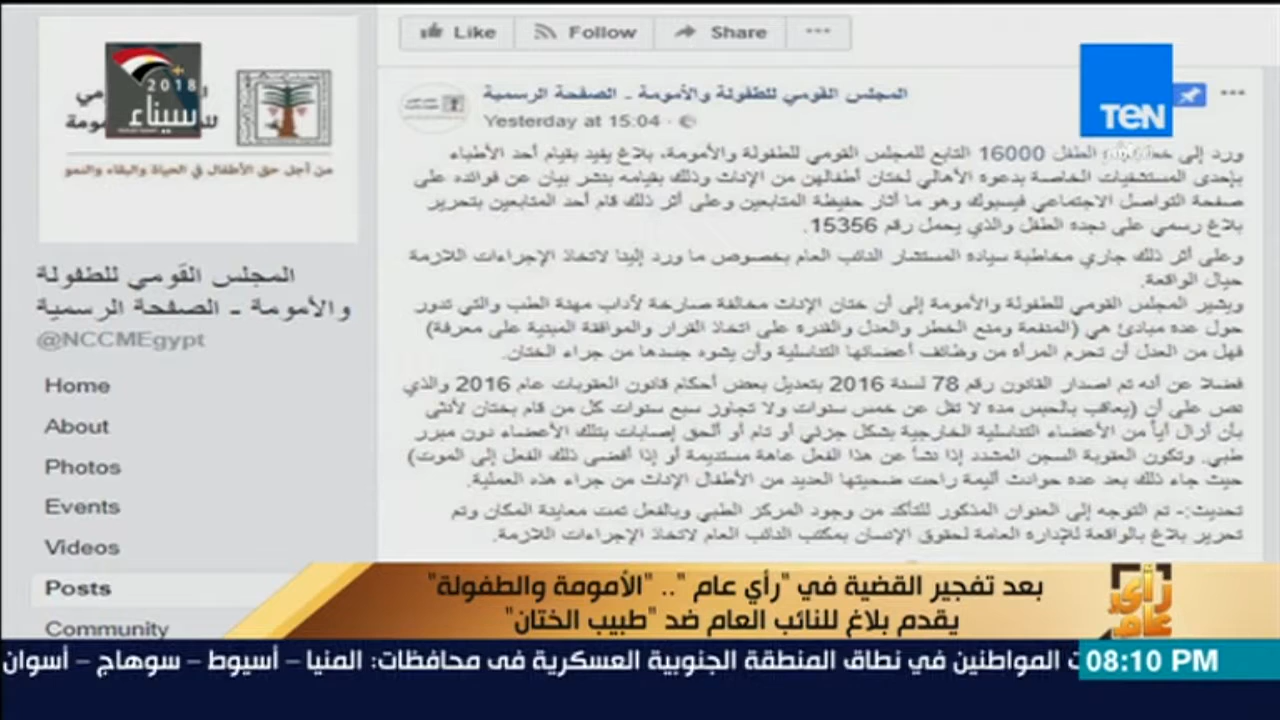 Like Follow Share
المجلس القومي للطفولة والأمومة - الصفحة الرسمية
Yesterday at 15:04
TEN
2018
سيناء
من أجل حق الأطفال في الحياة والبقاء والنمو
المجلس القومي للطفولة
والأمومة - الصفحة الرسمية
@NCCMEgypt
Home
About
Photos
Events
Videos
Posts
Community
ورد إلى الطفل 16000 التابع للمجلس القومي للطفولة والأمومة، بلاغ يفيد بقيام أحد الأطباء
بإحدى المستشفيات الخاصة بدعوه الأهالي لختان أطفالهن من الإناث وذلك بقيامه بنشر بيان عن فوائده على
صفحة التواصل الاجتماعي فيسبوك وهو ما أثار حفيظة المتابعين وعلى أثر ذلك قام أحد المتابعين بتحرير
بلاغ رسمي على نجده الطفل والذي يحمل رقم 15356.
وعلى أثر ذلك جاري مخاطبة سياده المستشار النائب العام بخصوص ما ورد إلينا لاتخاذ الإجراءات اللازمة
حيال الواقعة.
ويشير المجلس القومي للطفولة والأمومة إلى أن ختان الإناث مخالفة صارخة لآداب مهنة الطب والتي تدور
حول عده مبادئ هي (المنفعة ومنع الخطر والعدل والقدره على اتخاذ القرار والموافقة المبنية على معرفة)
فهل من العدل أن تحرم المرأه من وظائف أعضائها التناسلية وأن يشوه جسدها من جراء الختان.
فضلا عن أنه تم اصدار القانون رقم 78 لسنة 2016 بتعديل بعض أحكام قانون العقوبات عام 2016 والذي
نص على أن (يعاقب بالحبس مده لا تقل عن خمس سنوات ولا تجاوز سبع سنوات كل من قام بختان لأنثى
بأن أزال أياً من الأعضاء التناسلية الخارجية بشكل جزئي أو تام أو ألحق إصابات بتلك الأعضاء دون مبرر
طبي. وتكون العقوبة السجن المشدد إذا نشأ عن هذا الفعل عاهة مستديمة أو إذا أفضى ذلك الفعل إلى الموت)
حيث جاء ذلك بعد عده حوادث أليمة راحت ضحيتها العديد من الأطفال الإناث من جراء هذه العملية.
تحديث:- تم التوجه إلى العنوان المذكور للتأكد من وجود المركز الطبي وبالفعل تمت معاينة المكان وتم
تحرير بلاغ بالواقعة للإداره العامة لحقوق الإنسان بمكتب النائب العام لاتخاذ الإجراءات اللازمة.
بعد تفجير القضية في "رأي عام ".. "الأمومة والطفولة"
يقدم بلاغ للنائب العام ضد "طبيب الختان"
رأي
عام
المواطنين في نطاق المنطقة الجنوبية العسكرية فى محافظات: المنيا – أسيوط – سوهاج – أسوان
08:10 PM